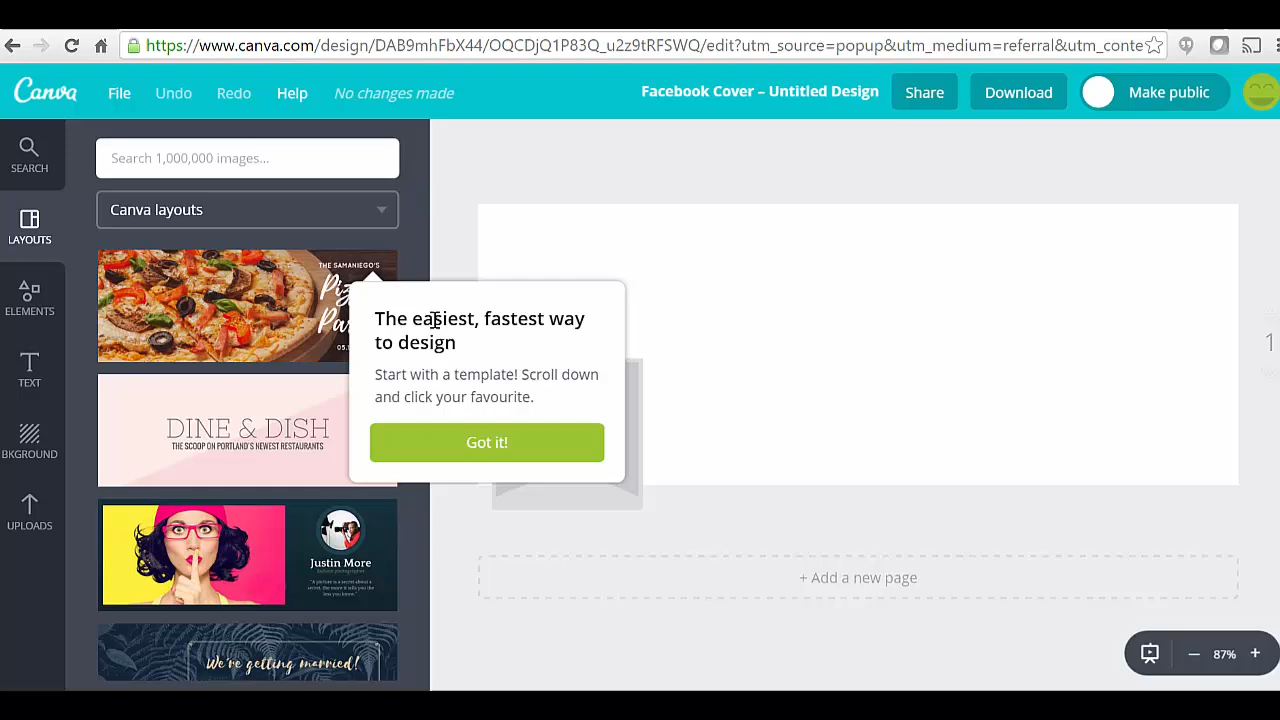 https://www.canva.com/design/DAB9mhFbX44/OQCDjQ1P83Q_u2z9tRFSWQ/edit?utm_source=popup&utm_medium=referral&utm_conte
Canva File Undo Redo Help No changes made Facebook Cover – Untitled Design Share Download Make public
SEARCH
LAYOUTS
ELEMENTS
TEXT
BKGROUND
UPLOADS
Search 1,000,000 images...
Canva layouts
THE SAMANIEGO'S
The easiest, fastest way
to design
Start with a template! Scroll down
and click your favourite.
Got it!
DINE & DISH
THE SCOOP ON PORTLAND'S NEWEST RESTAURANTS
Justin More
We're getting married!
1
+ Add a new page
87%